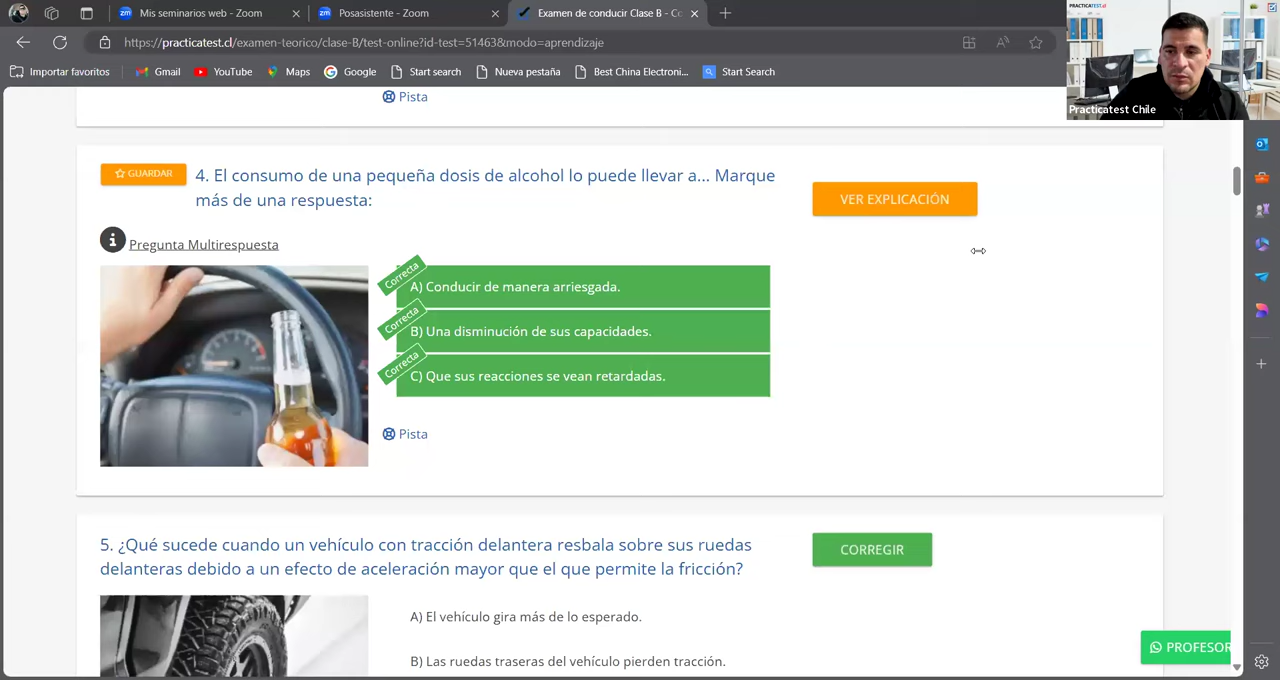 Mis seminarios web - Zoom
Posasistente - Zoom
Examen de conducir Clase B - Co
https://practicatest.cl/examen-teorico/clase-B/test-online?id-test=51463&modo=aprendizaje
Importar favoritos
Gmail
YouTube
Maps
Google
Start search
Nueva pestaña
Best China Electroni...
Start Search
PRACTICATEST.cl
Practicatest Chile
Pista
GUARDAR
4. El consumo de una pequeña dosis de alcohol lo puede llevar a... Marque
más de una respuesta:
VER EXPLICACIÓN
Pregunta Multirespuesta
Correcta
A) Conducir de manera arriesgada.
Correcta
B) Una disminución de sus capacidades.
Correcta
C) Que sus reacciones se vean retardadas.
Pista
5. ¿Qué sucede cuando un vehículo con tracción delantera resbala sobre sus ruedas
delanteras debido a un efecto de aceleración mayor que el que permite la fricción?
CORREGIR
A) El vehículo gira más de lo esperado.
B) Las ruedas traseras del vehículo pierden tracción.
PROFESOR